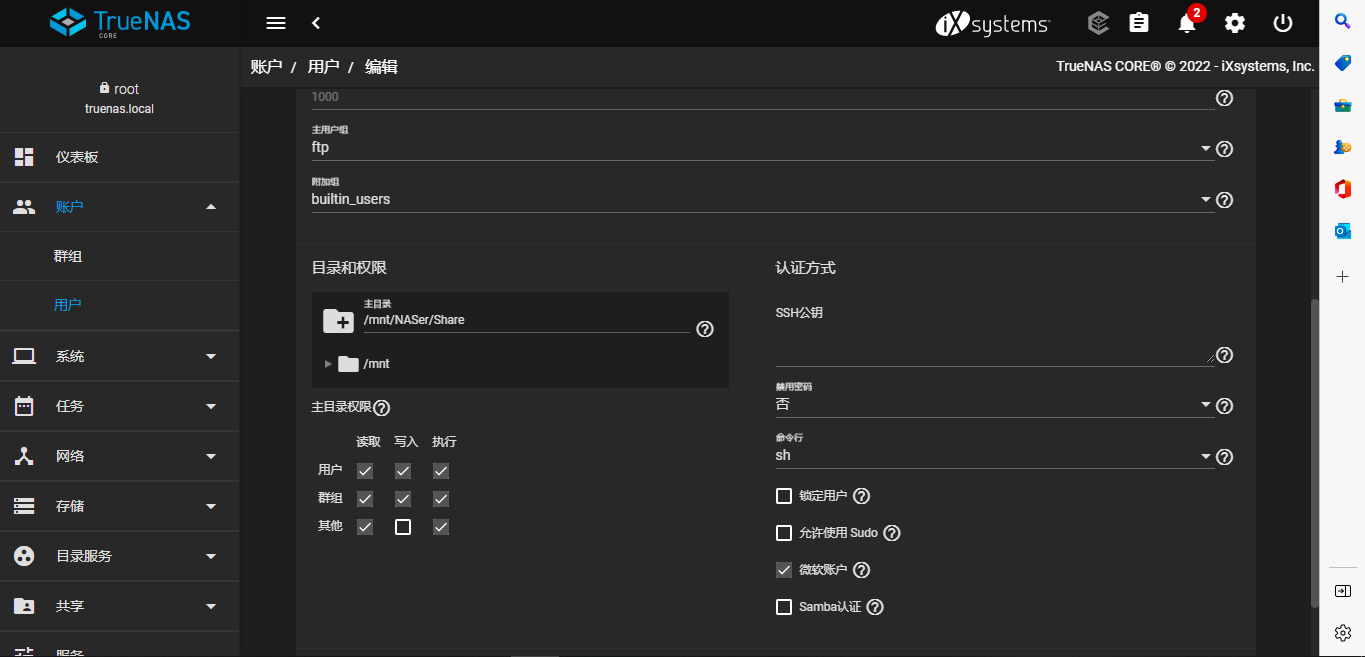 TrueNAS
CORE
iXsystems
2
root
truenas.local
账户 / 用户 / 编辑
TrueNAS CORE® © 2022 - iXsystems, Inc.
仪表板
账户
群组
用户
系统
任务
网络
存储
目录服务
共享
服务
1000
主用户组
ftp
附加组
builtin_users
目录和权限
主目录
/mnt/NASer/Share
/mnt
主目录权限
读取 写入 执行
用户
群组
其他
认证方式
SSH公钥
禁用密码
否
命令行
sh
锁定用户
允许使用 Sudo
微软账户
Samba认证